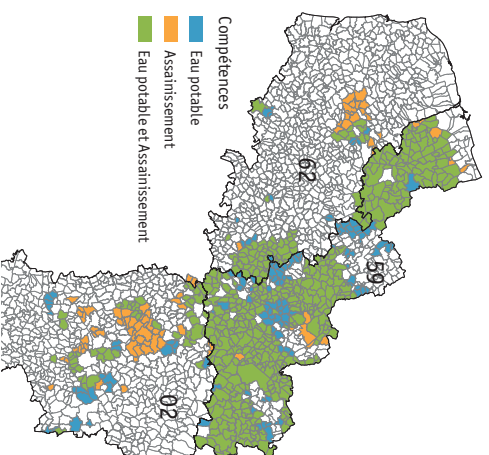 Compétences
Eau potable
Assainissement
Eau potable et Assainissement
62
59
02